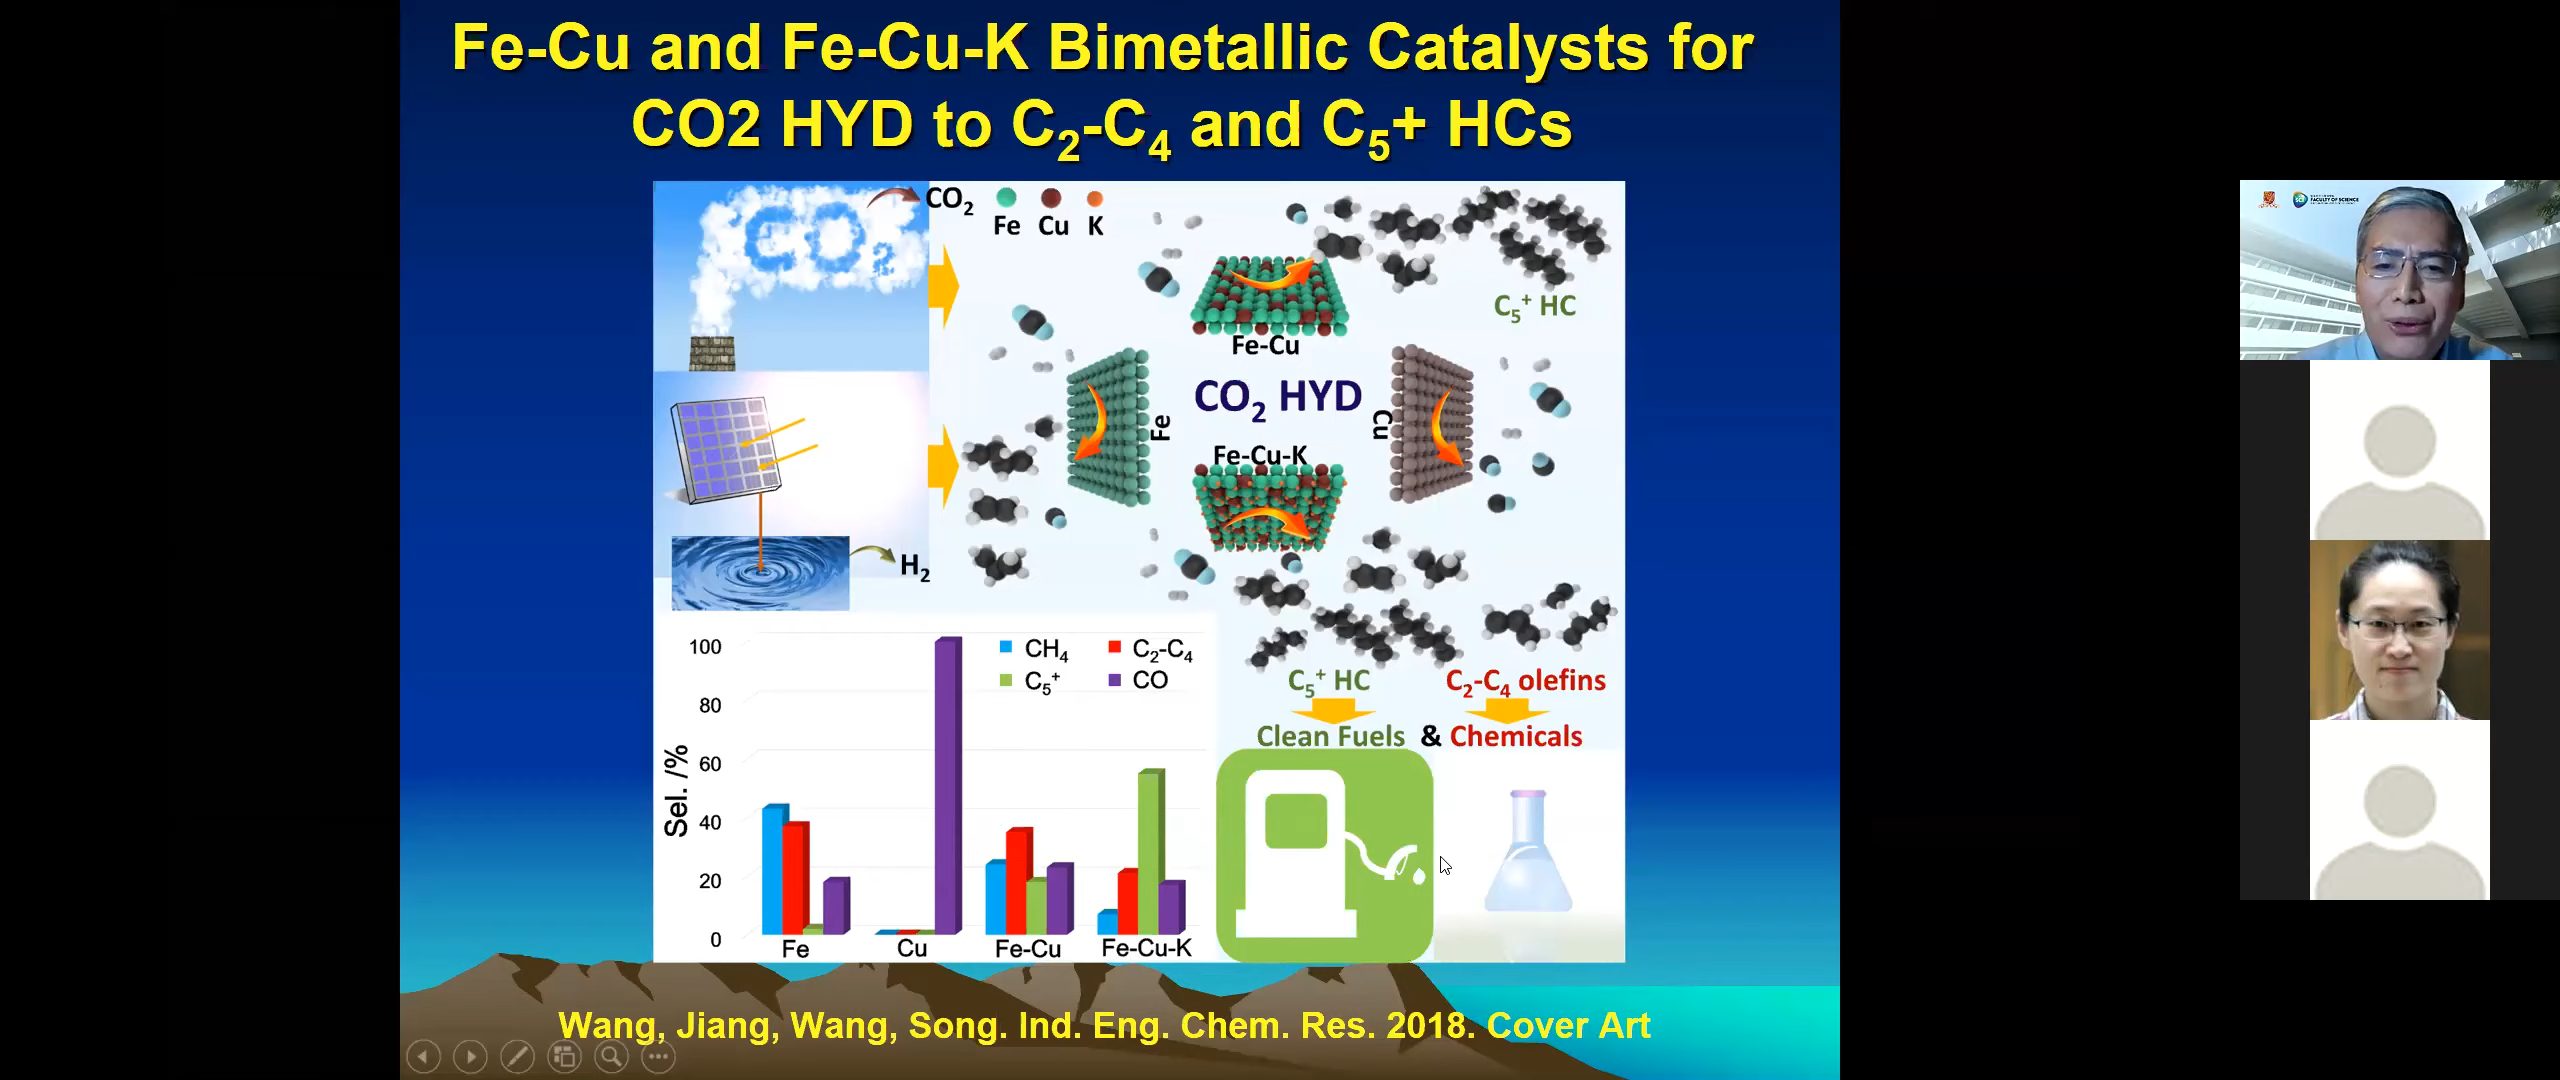 Fe-Cu and Fe-Cu-K Bimetallic Catalysts for
CO2 HYD to C₂-C₄ and C₅+ HCs
CO₂
CO₂
Fe Cu K
C₅⁺ HC
Fe-Cu
CO₂ HYD
Fe
Cu
Fe-Cu-K
H₂
C₅⁺ HC
C₂-C₄ olefins
Clean Fuels & Chemicals
Sel. /%
100
80
60
40
20
0
CH₄
C₂-C₄
C₅⁺
CO
Fe
Cu
Fe-Cu
Fe-Cu-K
Wang, Jiang, Wang, Song. Ind. Eng. Chem. Res. 2018. Cover Art
FACULTY OF SCIENCE